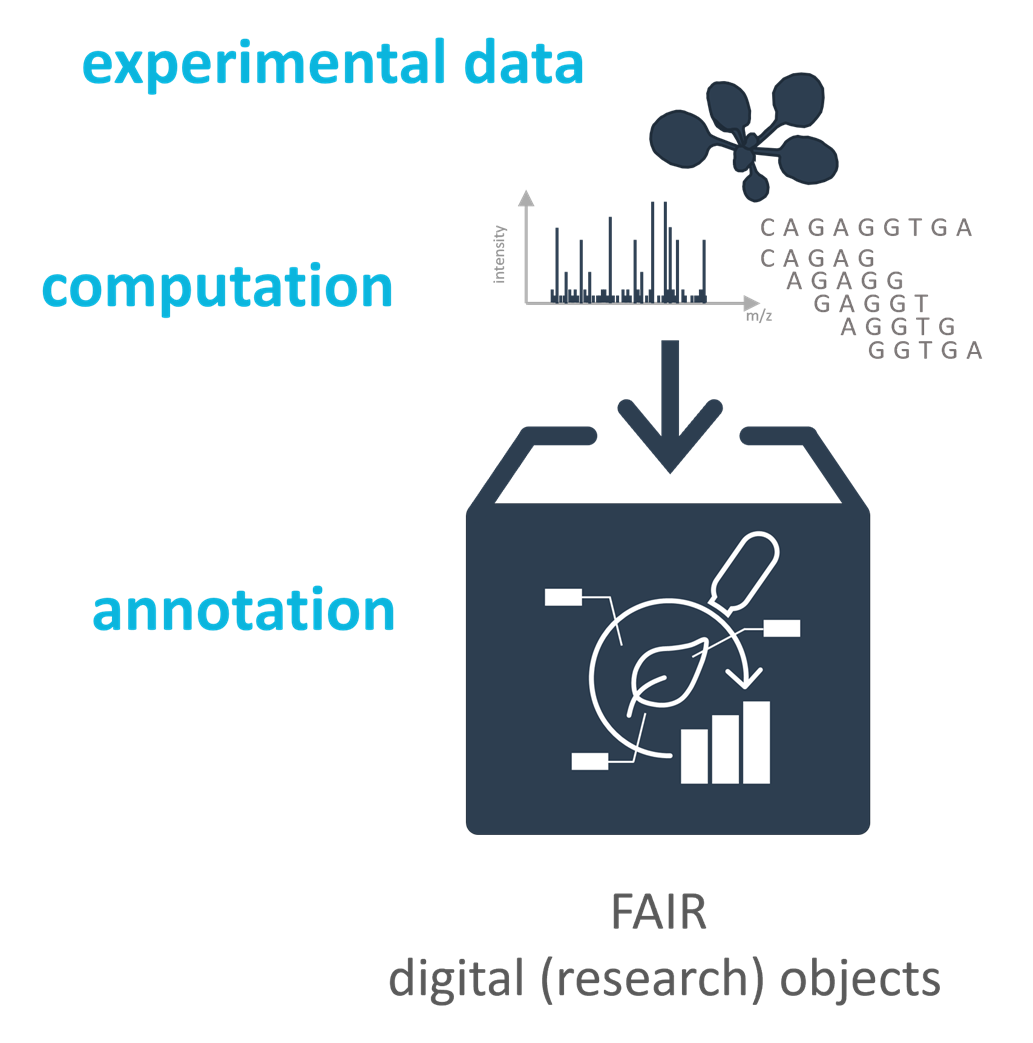 experimental data
intensity
m/z
CAGAGGTGA
CAGAG
AGAGG
GAGGT
AGGTG
GGTGA
computation
annotation
FAIR
digital (research) objects